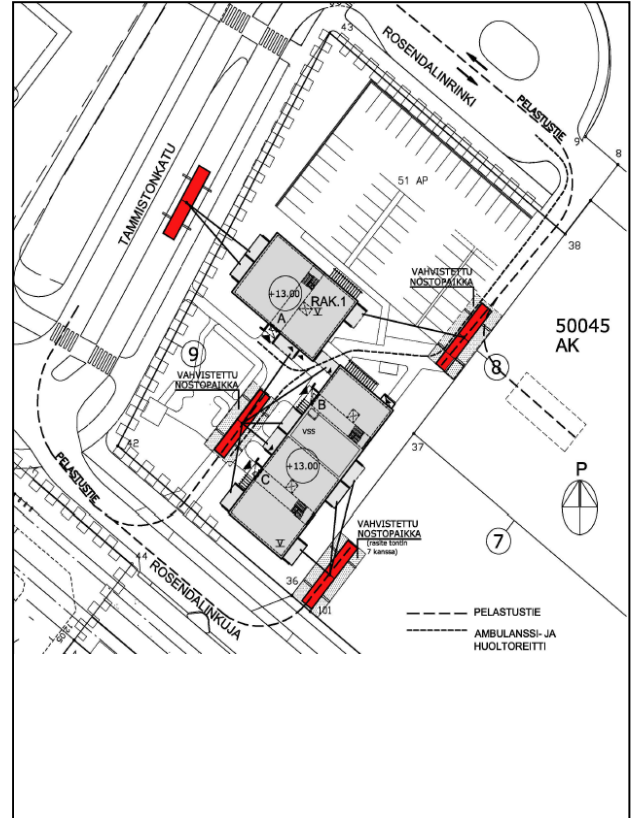 43
ROSENDALINRINKI
PELASTUSTIE
9
8
TAMMISTONKATU
51 AP
38
VAHVISTETTU
NOSTOPAIKKA
50045
AK
+13.00
RAK.1
V
A
8
9
VAHVISTETTU
NOSTOPAIKKA
B
VSS
+13.00
C
V
42
37
P
PELASTUSTIE
7
VAHVISTETTU
NOSTOPAIKKA
(rasite tontin
7 kanssa)
44
36
101
ROSENDALINKUJA
PELASTUSTIE
AMBULANSSI- JA
HUOLTOREITTI